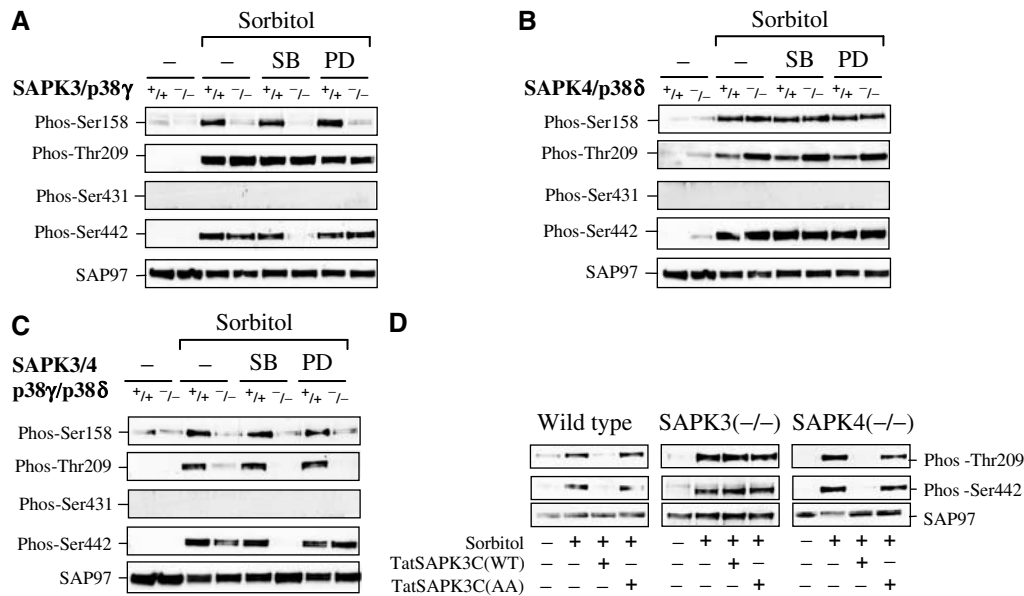 A
Sorbitol
– – SB PD
SAPK3/p38γ
+/+ −/− +/+ −/− +/+ −/− +/+ −/−
Phos-Ser158
Phos-Thr209
Phos-Ser431
Phos-Ser442
SAP97
B
Sorbitol
– – SB PD
SAPK4/p38δ
+/+ −/− +/+ −/− +/+ −/− +/+ −/−
Phos-Ser158
Phos-Thr209
Phos-Ser431
Phos-Ser442
SAP97
C
Sorbitol
SAPK3/4 – – SB PD
p38γ/p38δ
+/+ −/− +/+ −/− +/+ −/− +/+ −/−
Phos-Ser158
Phos-Thr209
Phos-Ser431
Phos-Ser442
SAP97
D
Wild type SAPK3(−/−) SAPK4(−/−)
Phos -Thr209
Phos -Ser442
SAP97
Sorbitol – + + + – + + + – + + +
TatSAPK3C(WT) – – + – – – + – – – + –
TatSAPK3C(AA) – – – + – – – + – – – +